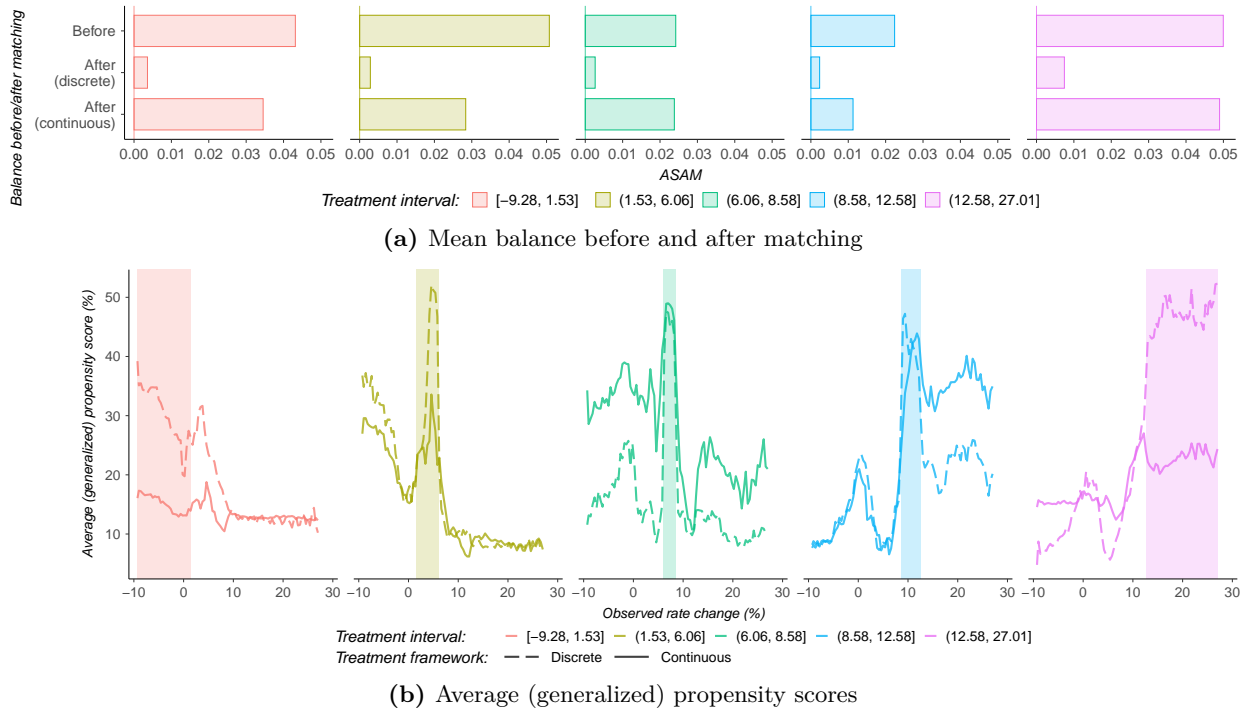 Balance before/after matching
Before
After
(discrete)
After
(continuous)
0.00 0.01 0.02 0.03 0.04 0.05 0.00 0.01 0.02 0.03 0.04 0.05 0.00 0.01 0.02 0.03 0.04 0.05 0.00 0.01 0.02 0.03 0.04 0.05 0.00 0.01 0.02 0.03 0.04 0.05
ASAM
Treatment interval: [−9.28, 1.53] (1.53, 6.06] (6.06, 8.58] (8.58, 12.58] (12.58, 27.01]
(a) Mean balance before and after matching
Average (generalized) propensity score (%)
50
40
30
20
10
−10 0 10 20 30 −10 0 10 20 30 −10 0 10 20 30 −10 0 10 20 30 −10 0 10 20 30
Observed rate change (%)
Treatment interval: [−9.28, 1.53] (1.53, 6.06] (6.06, 8.58] (8.58, 12.58] (12.58, 27.01]
Treatment framework: Discrete Continuous
(b) Average (generalized) propensity scores